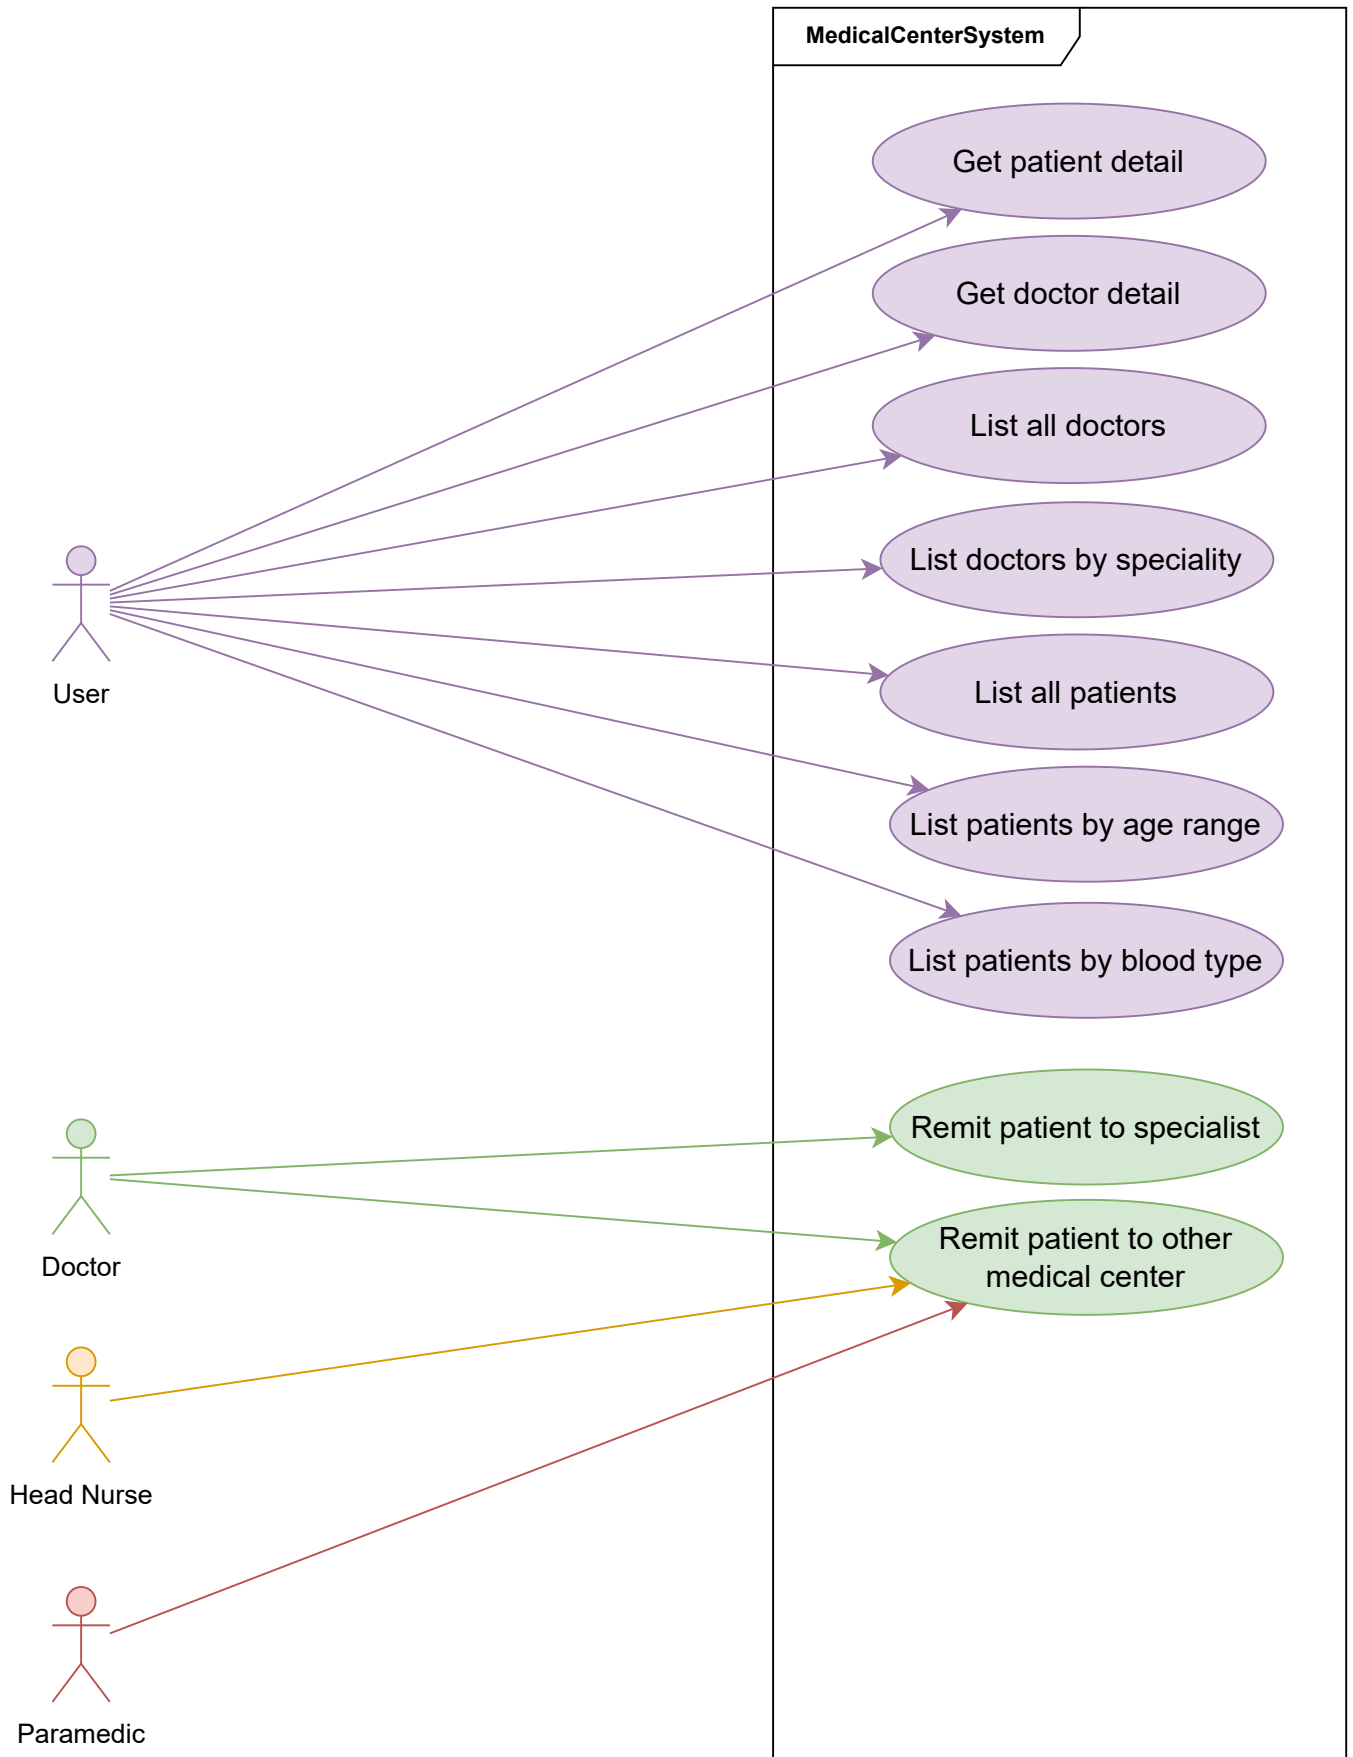 MedicalCenterSystem
Get patient detail
Get doctor detail
List all doctors
List doctors by speciality
List all patients
List patients by age range
List patients by blood type
User
Remit patient to specialist
Remit patient to other
medical center
Doctor
Head Nurse
Paramedic